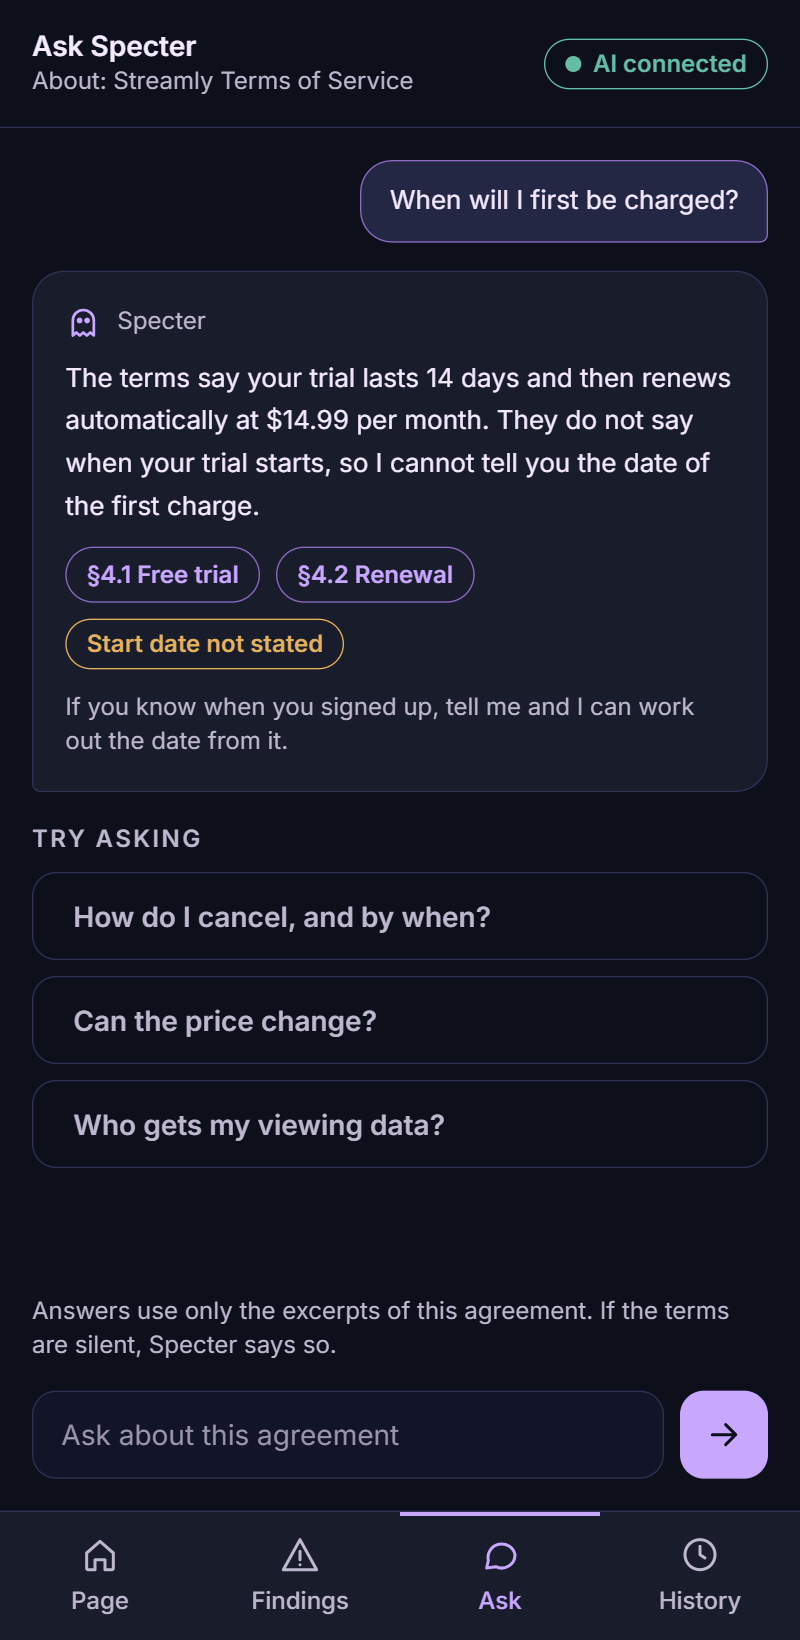 Ask Specter
About: Streamly Terms of Service
AI connected
When will I first be charged?
Specter
The terms say your trial lasts 14 days and then renews
automatically at $14.99 per month. They do not say
when your trial starts, so I cannot tell you the date of
the first charge.
§4.1 Free trial
§4.2 Renewal
Start date not stated
If you know when you signed up, tell me and I can work
out the date from it.
TRY ASKING
How do I cancel, and by when?
Can the price change?
Who gets my viewing data?
Answers use only the excerpts of this agreement. If the terms
are silent, Specter says so.
Ask about this agreement
Page
Findings
Ask
History